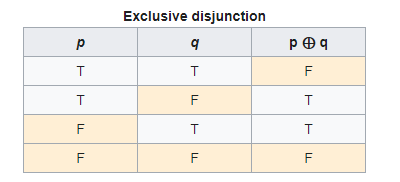 Exclusive disjunction
p q p ⊕ q
T T F
T F T
F T T
F F F